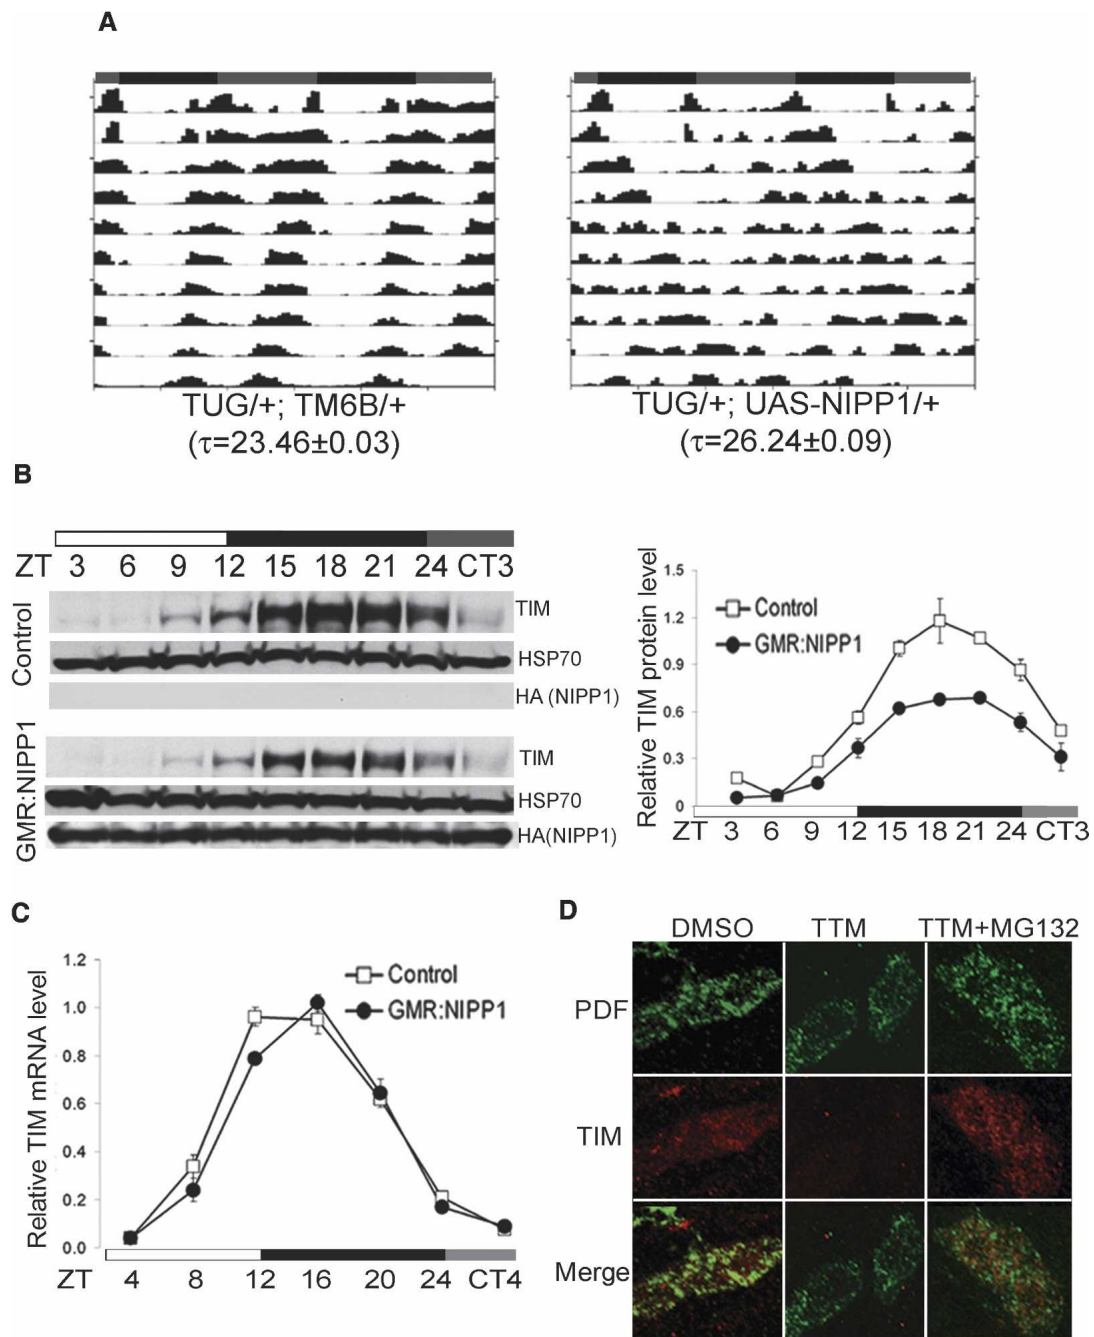 A
TUG/+; TM6B/+
(τ=23.46±0.03)
TUG/+; UAS-NIPP1/+
(τ=26.24±0.09)
B
ZT 3 6 9 12 15 18 21 24 CT3
Control
TIM
HSP70
HA (NIPP1)
GMR:NIPP1
TIM
HSP70
HA(NIPP1)
Relative TIM protein level
1.5
1.2
0.9
0.6
0.3
0
Control
GMR:NIPP1
ZT 3 6 9 12 15 18 21 24 CT3
C
Relative TIM mRNA level
1.2
1.0
0.8
0.6
0.4
0.2
0.0
Control
GMR:NIPP1
ZT 4 8 12 16 20 24 CT4
D
DMSO TTM TTM+MG132
PDF
TIM
Merge